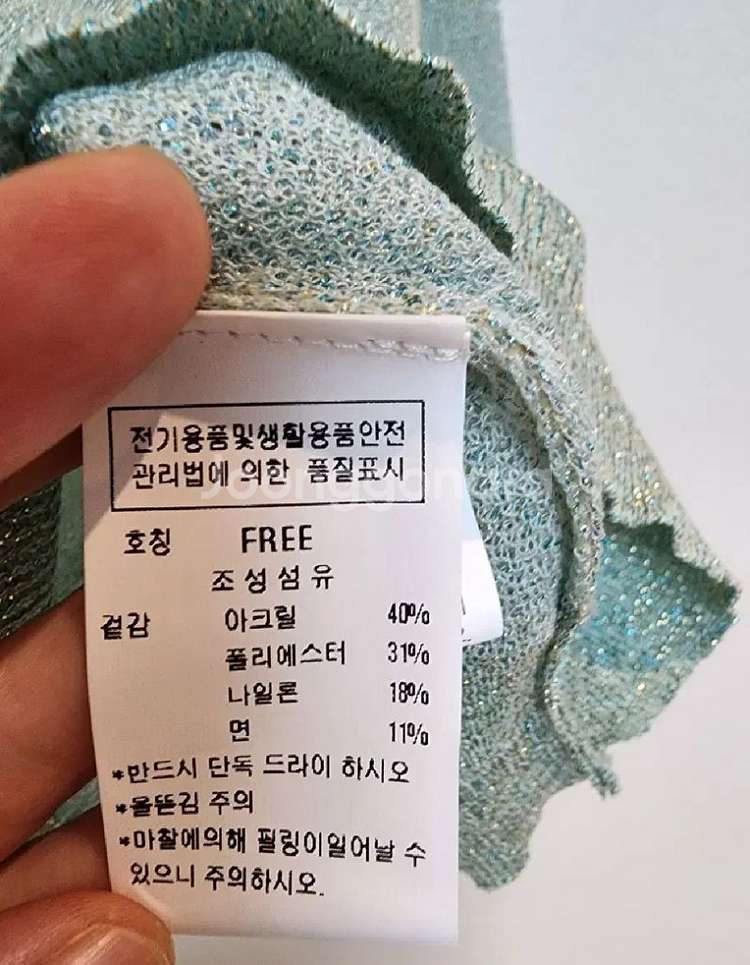 전기용품및생활용품안전
관리법에 의한 품질표시
호칭 FREE
조성섬유
겉감 아크릴 40%
폴리에스터 31%
나일론 18%
면 11%
*반드시 단독 드라이 하시오
*올뜯김 주의
*마찰에의해 필링이일어날 수
있으니 주의하시오.